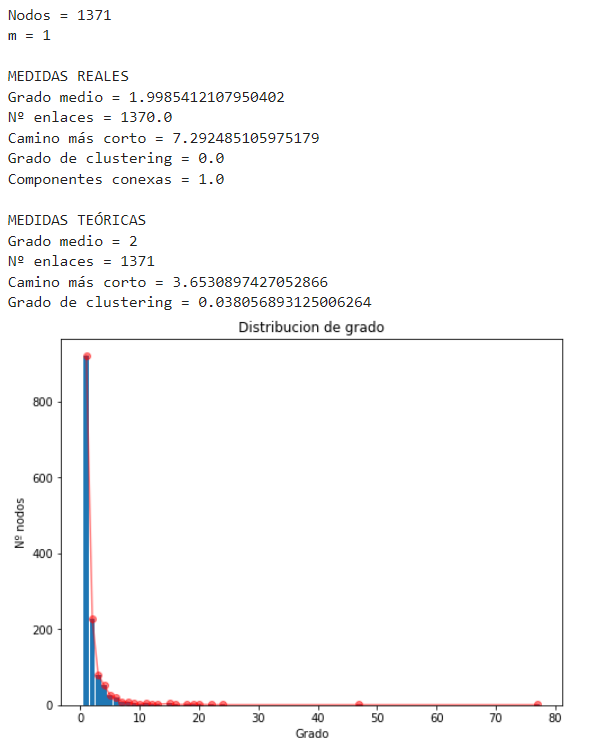 Nodos = 1371
m = 1
MEDIDAS REALES
Grado medio = 1.9985412107950402
Nº enlaces = 1370.0
Camino más corto = 7.292485105975179
Grado de clustering = 0.0
Componentes conexas = 1.0
MEDIDAS TEÓRICAS
Grado medio = 2
Nº enlaces = 1371
Camino más corto = 3.6530897427052866
Grado de clustering = 0.038056893125006264
Distribucion de grado
800
600
400
200
0
Nº nodos
0 10 20 30 40 50 60 70 80
Grado